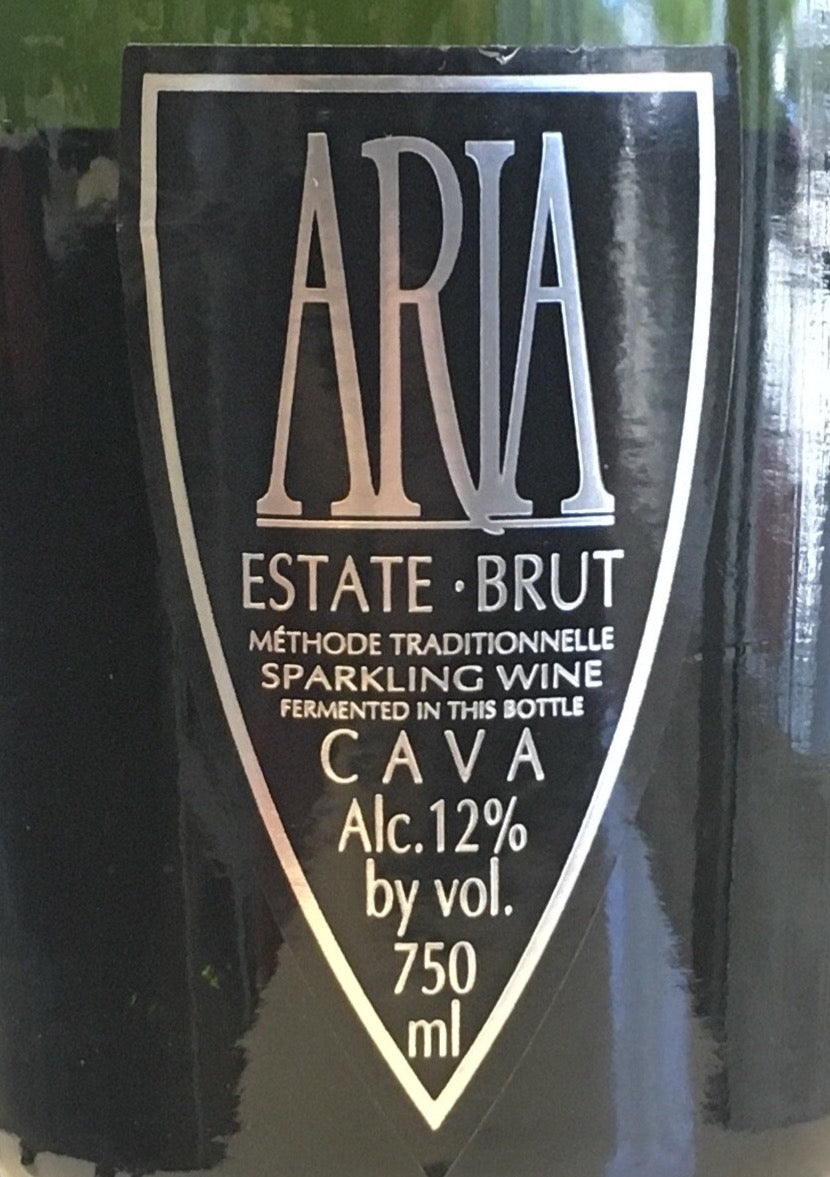 ARIA
ESTATE · BRUT
MÉTHODE TRADITIONNELLE
SPARKLING WINE
FERMENTED IN THIS BOTTLE
CAVA
Alc.12%
by vol.
750
ml